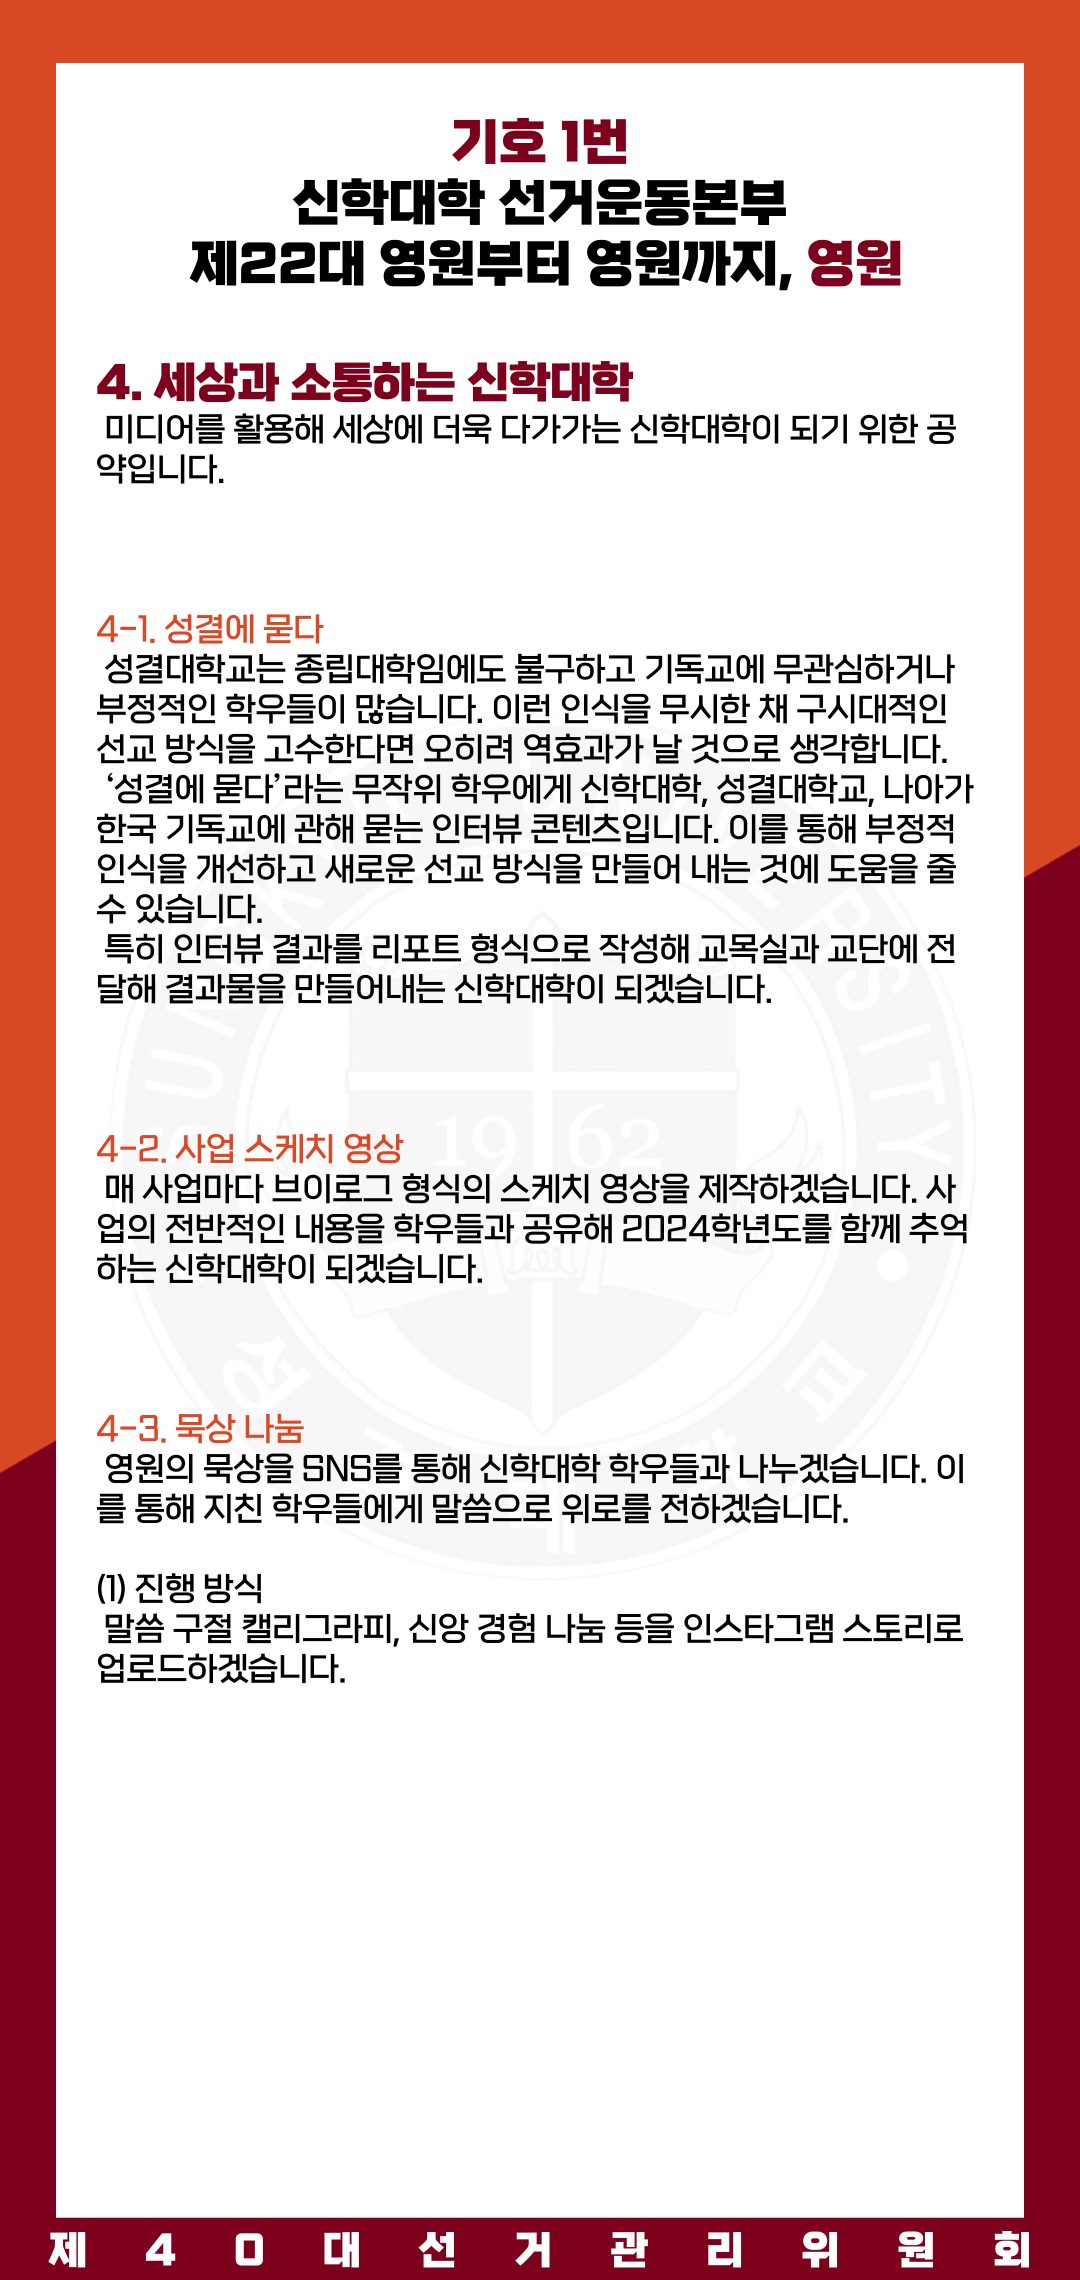 기호 1번
신학대학 선거운동본부
제22대 영원부터 영원까지, 영원
4. 세상과 소통하는 신학대학
미디어를 활용해 세상에 더욱 다가가는 신학대학이 되기 위한 공
약입니다.
4-1. 성결에 묻다
성결대학교는 종립대학임에도 불구하고 기독교에 무관심하거나
부정적인 학우들이 많습니다. 이런 인식을 무시한 채 구시대적인
선교 방식을 고수한다면 오히려 역효과가 날 것으로 생각합니다.
‘성결에 묻다’라는 무작위 학우에게 신학대학, 성결대학교, 나아가
한국 기독교에 관해 묻는 인터뷰 콘텐츠입니다. 이를 통해 부정적
인식을 개선하고 새로운 선교 방식을 만들어 내는 것에 도움을 줄
수 있습니다.
특히 인터뷰 결과를 리포트 형식으로 작성해 교목실과 교단에 전
달해 결과물을 만들어내는 신학대학이 되겠습니다.
1962
4-2. 사업 스케치 영상
매 사업마다 브이로그 형식의 스케치 영상을 제작하겠습니다. 사
업의 전반적인 내용을 학우들과 공유해 2024학년도를 함께 추억
하는 신학대학이 되겠습니다.
4-3. 묵상 나눔
영원의 묵상을 SNS를 통해 신학대학 학우들과 나누겠습니다. 이
를 통해 지친 학우들에게 말씀으로 위로를 전하겠습니다.
(1) 진행 방식
말씀 구절 캘리그라피, 신앙 경험 나눔 등을 인스타그램 스토리로
업로드하겠습니다.
제40대선거관리위원회